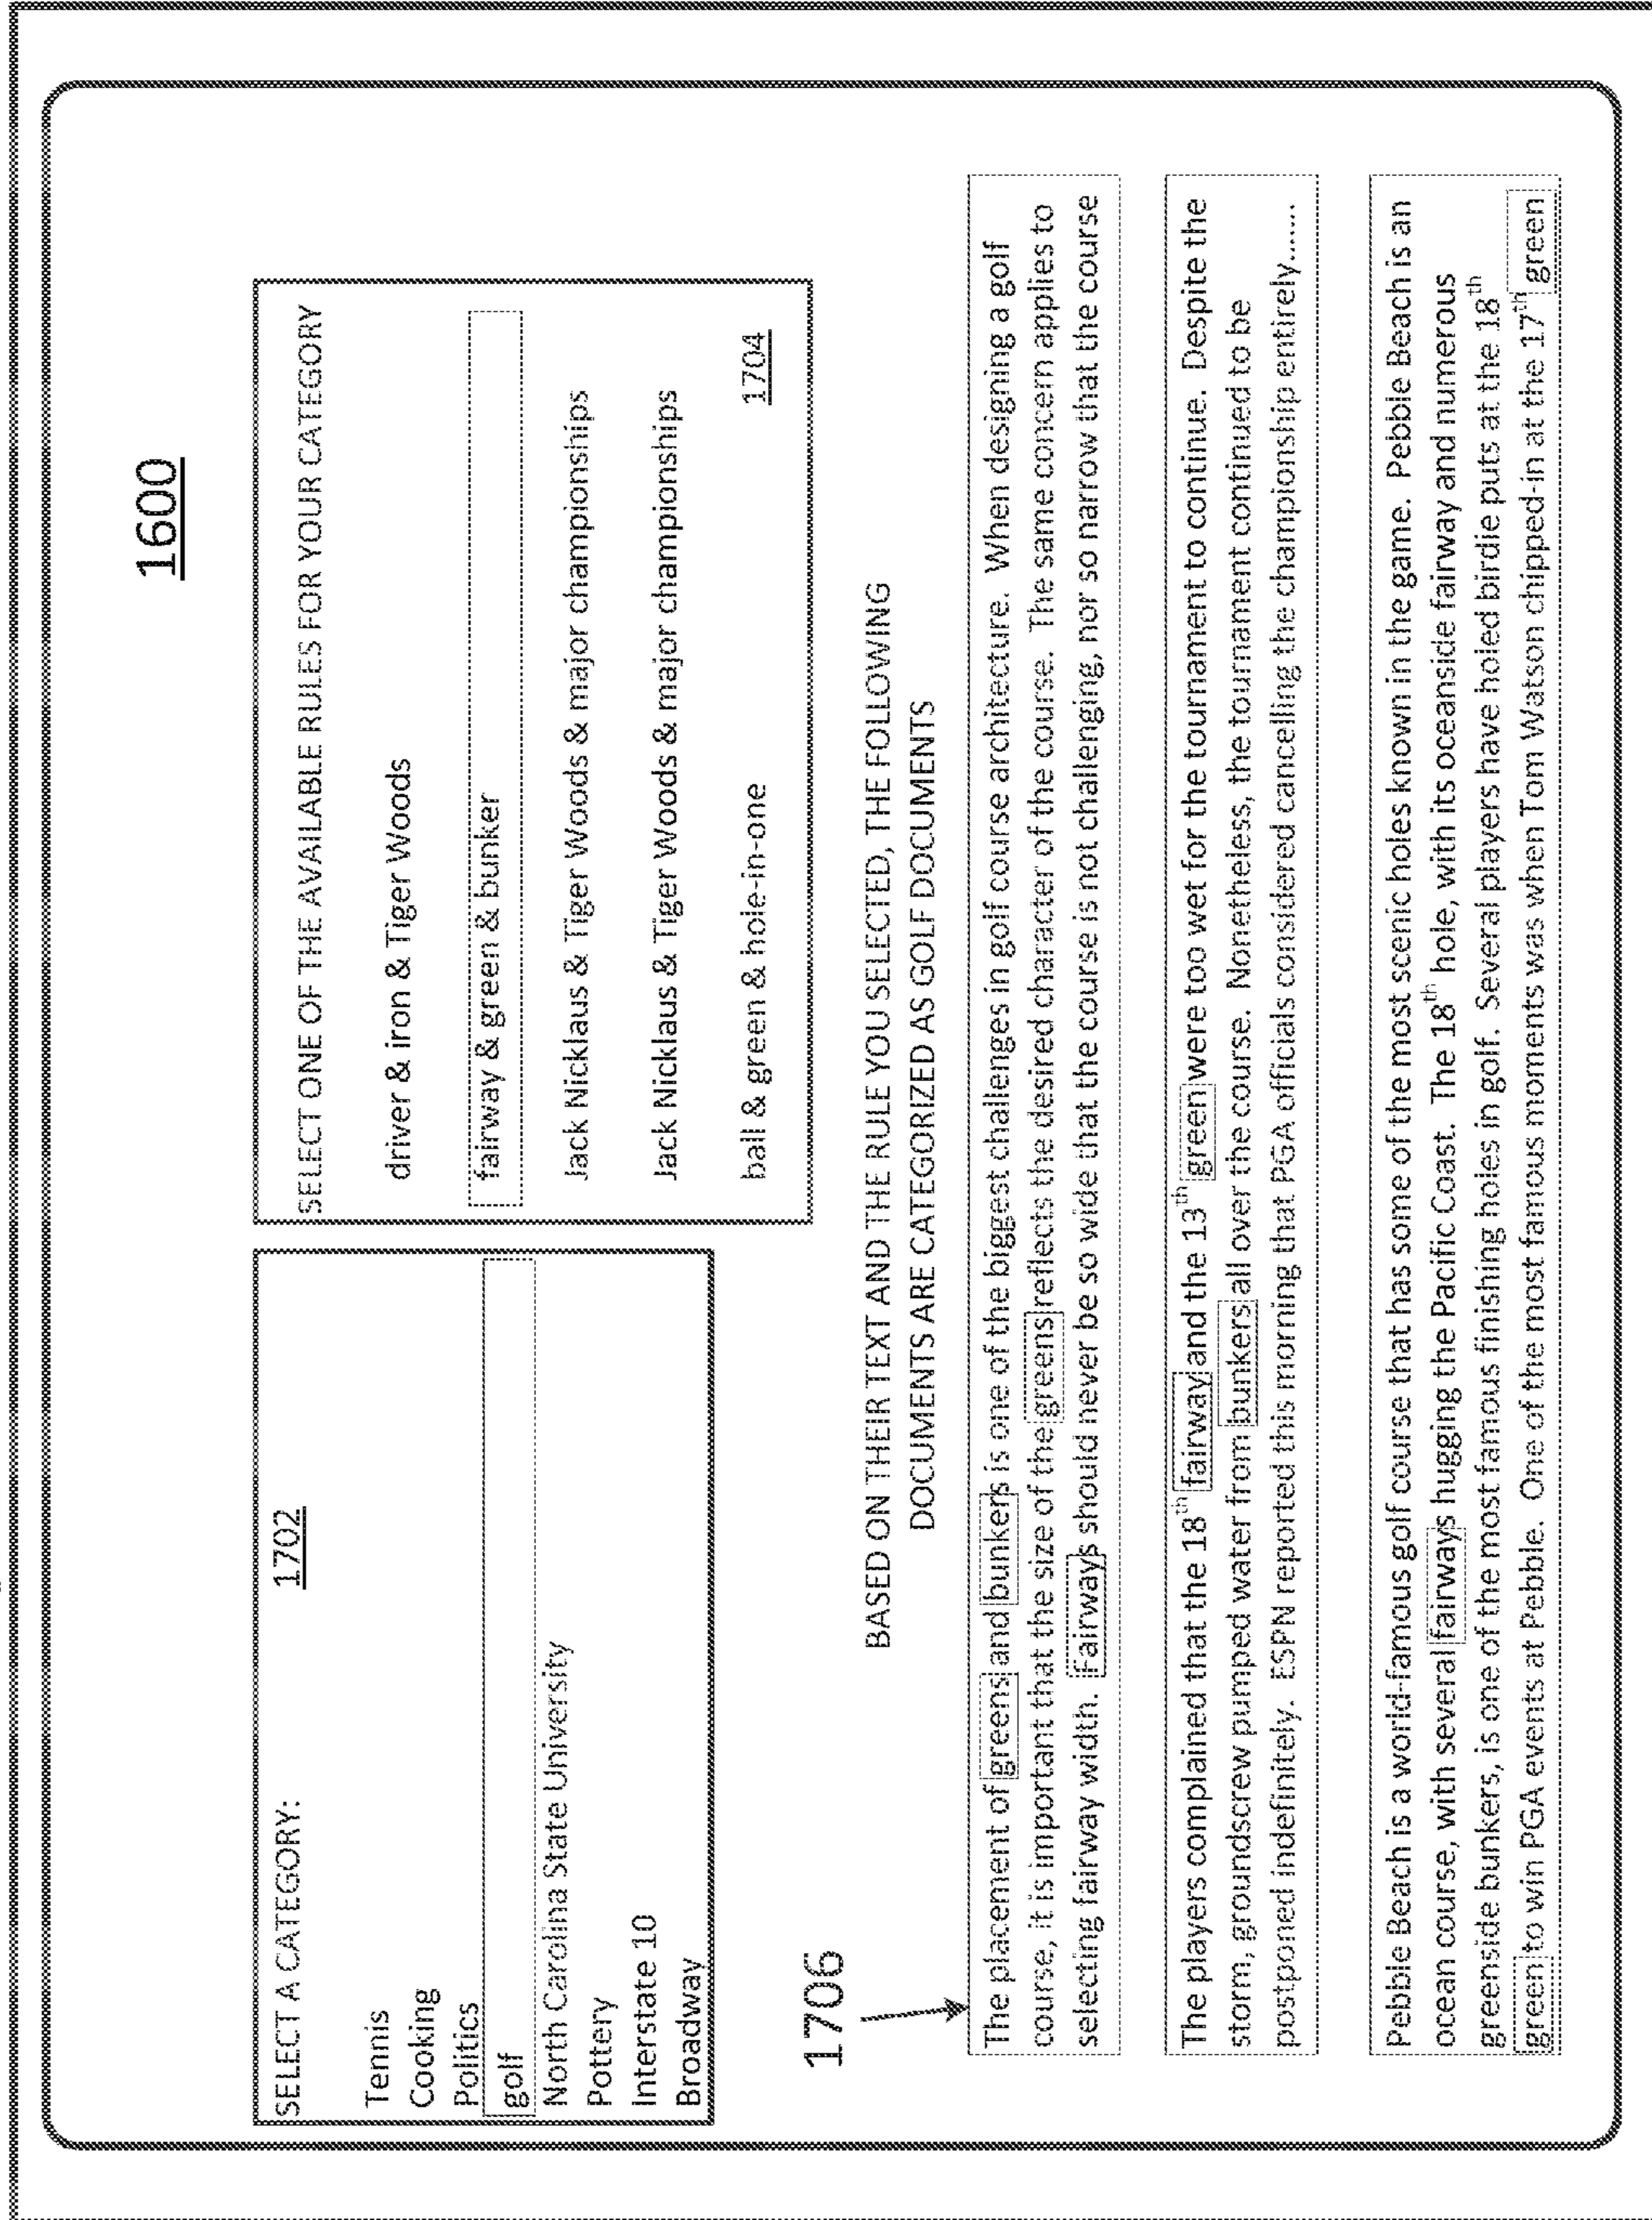 1600
SELECT A CATEGORY:
1702
Tennis
Cooking
Politics
golf
North Carolina State University
Pottery
Interstate 10
Broadway
SELECT ONE OF THE AVAILABLE RULES FOR YOUR CATEGORY
driver & iron & Tiger Woods
fairway & green & bunker
Jack Nicklaus & Tiger Woods & major championships
Jack Nicklaus & Tiger Woods & major championships
ball & green & hole-in-one
1704
BASED ON THEIR TEXT AND THE RULE YOU SELECTED, THE FOLLOWING
DOCUMENTS ARE CATEGORIZED AS GOLF DOCUMENTS
1706
The placement of greens and bunkers is one of the biggest challenges in golf course architecture. When designing a golf
course, it is important that the size of the greens reflects the desired character of the course. The same concern applies to
selecting fairway width. Fairways should never be so wide that the course is not challenging, nor so narrow that the course
The players complained that the 18th fairway and the 13th green were too wet for the tournament to continue. Despite the
storm, groundscrew pumped water from bunkers all over the course. Nonetheless, the tournament continued to be
postponed indefinitely. ESPN reported this morning that PGA officials considered cancelling the championship entirely......
Pebble Beach is a world-famous golf course that has some of the most scenic holes known in the game. Pebble Beach is an
ocean course, with several fairways hugging the Pacific Coast. The 18th hole, with its oceanside fairway and numerous
greenside bunkers, is one of the most famous finishing holes in golf. Several players have holed birdie puts at the 18th
green to win PGA events at Pebble. One of the most famous moments was when Tom Watson chipped-in at the 17th green